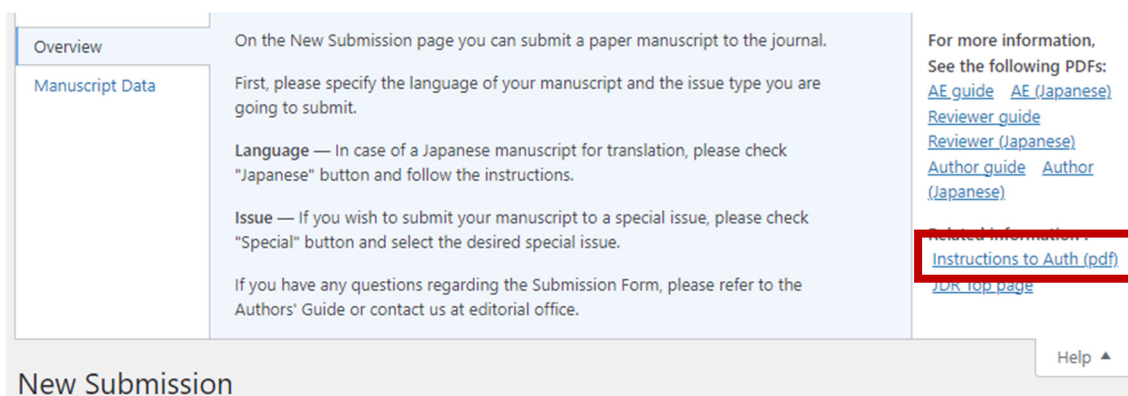 Overview
Manuscript Data
On the New Submission page you can submit a paper manuscript to the journal.
First, please specify the language of your manuscript and the issue type you are
going to submit.
Language — In case of a Japanese manuscript for translation, please check
"Japanese" button and follow the instructions.
Issue — If you wish to submit your manuscript to a special issue, please check
"Special" button and select the desired special issue.
If you have any questions regarding the Submission Form, please refer to the
Authors' Guide or contact us at editorial office.
For more information,
See the following PDFs:
AE guide AE (Japanese)
Reviewer guide
Reviewer (Japanese)
Author guide Author
(Japanese)
Related Information :
Instructions to Auth (pdf)
JDR Top page
Help ▲
New Submission